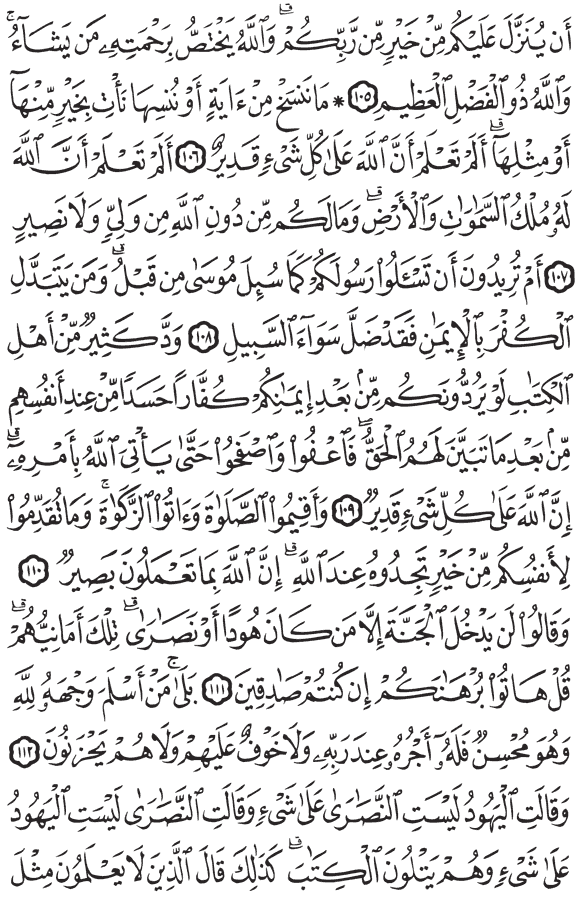 أَن يُنَزَّلَ عَلَيْكُم مِّنْ خَيْرٍ مِّن رَّبِّكُمْ ۗ وَٱللَّهُ يَخْتَصُّ بِرَحْمَتِهِۦ مَن يَشَآءُ ۚ
وَٱللَّهُ ذُو ٱلْفَضْلِ ٱلْعَظِيمِ ١٠٥ * مَا نَنسَخْ مِنْ ءَايَةٍ أَوْ نُنسِهَا نَأْتِ بِخَيْرٍ مِّنْهَآ
أَوْ مِثْلِهَآ ۗ أَلَمْ تَعْلَمْ أَنَّ ٱللَّهَ عَلَىٰ كُلِّ شَىْءٍ قَدِيرٌ ١٠٦ أَلَمْ تَعْلَمْ أَنَّ ٱللَّهَ
لَهُۥ مُلْكُ ٱلسَّمَٰوَٰتِ وَٱلْأَرْضِ ۗ وَمَا لَكُم مِّن دُونِ ٱللَّهِ مِن وَلِىٍّ وَلَا نَصِيرٍ
١٠٧ أَمْ تُرِيدُونَ أَن تَسْـَٔلُوا۟ رَسُولَكُمْ كَمَا سُئِلَ مُوسَىٰ مِن قَبْلُ ۗ وَمَن يَتَبَدَّلِ
ٱلْكُفْرَ بِٱلْإِيمَٰنِ فَقَدْ ضَلَّ سَوَآءَ ٱلسَّبِيلِ ١٠٨ وَدَّ كَثِيرٌ مِّنْ أَهْلِ
ٱلْكِتَٰبِ لَوْ يَرُدُّونَكُم مِّنۢ بَعْدِ إِيمَٰنِكُمْ كُفَّارًا حَسَدًا مِّنْ عِندِ أَنفُسِهِم
مِّنۢ بَعْدِ مَا تَبَيَّنَ لَهُمُ ٱلْحَقُّ ۖ فَٱعْفُوا۟ وَٱصْفَحُوا۟ حَتَّىٰ يَأْتِىَ ٱللَّهُ بِأَمْرِهِۦٓ ۗ
إِنَّ ٱللَّهَ عَلَىٰ كُلِّ شَىْءٍ قَدِيرٌ ١٠٩ وَأَقِيمُوا۟ ٱلصَّلَوٰةَ وَءَاتُوا۟ ٱلزَّكَوٰةَ ۚ وَمَا تُقَدِّمُوا۟
لِأَنفُسِكُم مِّنْ خَيْرٍ تَجِدُوهُ عِندَ ٱللَّهِ ۗ إِنَّ ٱللَّهَ بِمَا تَعْمَلُونَ بَصِيرٌ ١١٠
وَقَالُوا۟ لَن يَدْخُلَ ٱلْجَنَّةَ إِلَّا مَن كَانَ هُودًا أَوْ نَصَٰرَىٰ ۗ تِلْكَ أَمَانِيُّهُمْ ۗ
قُلْ هَاتُوا۟ بُرْهَٰنَكُمْ إِن كُنتُمْ صَٰدِقِينَ ١١١ بَلَىٰ ۚ مَنْ أَسْلَمَ وَجْهَهُۥ لِلَّهِ
وَهُوَ مُحْسِنٌ فَلَهُۥٓ أَجْرُهُۥ عِندَ رَبِّهِۦ وَلَا خَوْفٌ عَلَيْهِمْ وَلَا هُمْ يَحْزَنُونَ ١١٢
وَقَالَتِ ٱلْيَهُودُ لَيْسَتِ ٱلنَّصَٰرَىٰ عَلَىٰ شَىْءٍ وَقَالَتِ ٱلنَّصَٰرَىٰ لَيْسَتِ ٱلْيَهُودُ
عَلَىٰ شَىْءٍ وَهُمْ يَتْلُونَ ٱلْكِتَٰبَ ۗ كَذَٰلِكَ قَالَ ٱلَّذِينَ لَا يَعْلَمُونَ مِثْلَ